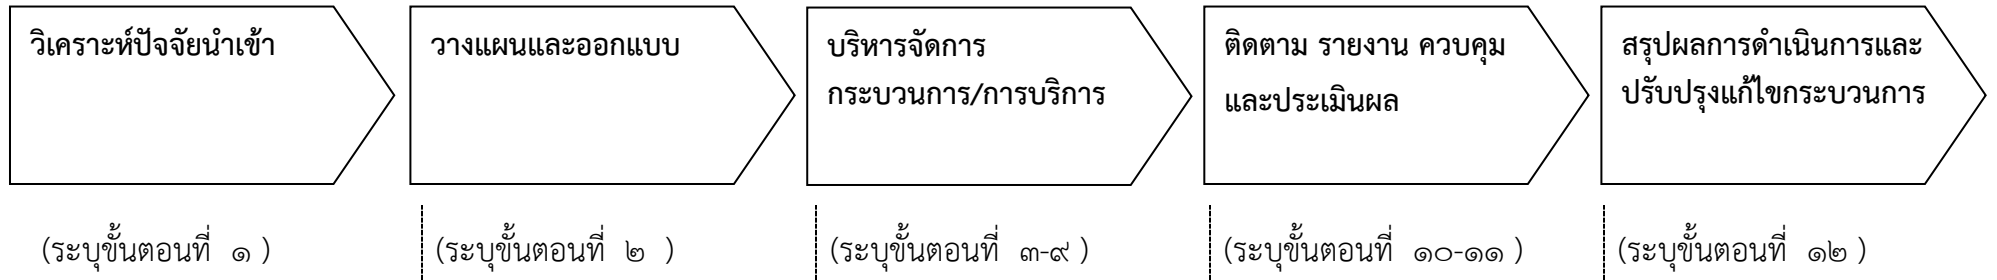 วิเคราะห์ปัจจัยนำเข้า
วางแผนและออกแบบ
บริหารจัดการ
กระบวนการ/การบริการ
ติดตาม รายงาน ควบคุม
และประเมินผล
สรุปผลการดำเนินการและ
ปรับปรุงแก้ไขกระบวนการ
(ระบุขั้นตอนที่ ๑ )
(ระบุขั้นตอนที่ ๒ )
(ระบุขั้นตอนที่ ๓-๙ )
(ระบุขั้นตอนที่ ๑๐-๑๑ )
(ระบุขั้นตอนที่ ๑๒ )